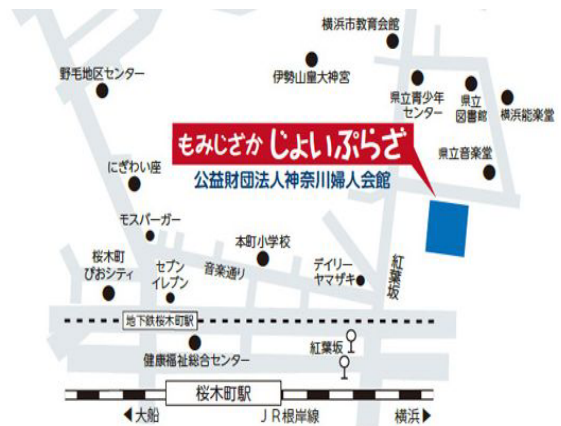 横浜市教育会館
野毛地区センター
伊勢山皇大神宮
県立青少年
センター
県立
図書館
横浜能楽堂
もみじざか じょいぷらざ
公益財団法人神奈川婦人会館
県立音楽堂
にぎわい座
モスバーガー
桜木町
ぴおシティ
セブン
イレブン
音楽通り
本町小学校
デイリー
ヤマザキ
紅葉坂
地下鉄桜木町駅
健康福祉総合センター
紅葉坂
桜木町駅
大船
JR根岸線
横浜